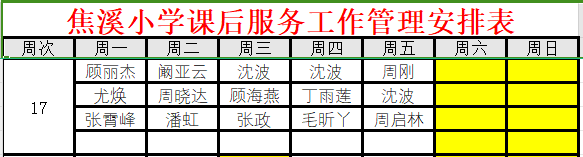 焦溪小学课后服务工作管理安排表
周次 周一 周二 周三 周四 周五 周六 周日
顾丽杰 阚亚云 沈波 沈波 周刚
17 尤焕 周晓达 顾海燕 丁雨莲 沈波
张霄峰 潘虹 张政 毛昕丫 周启林